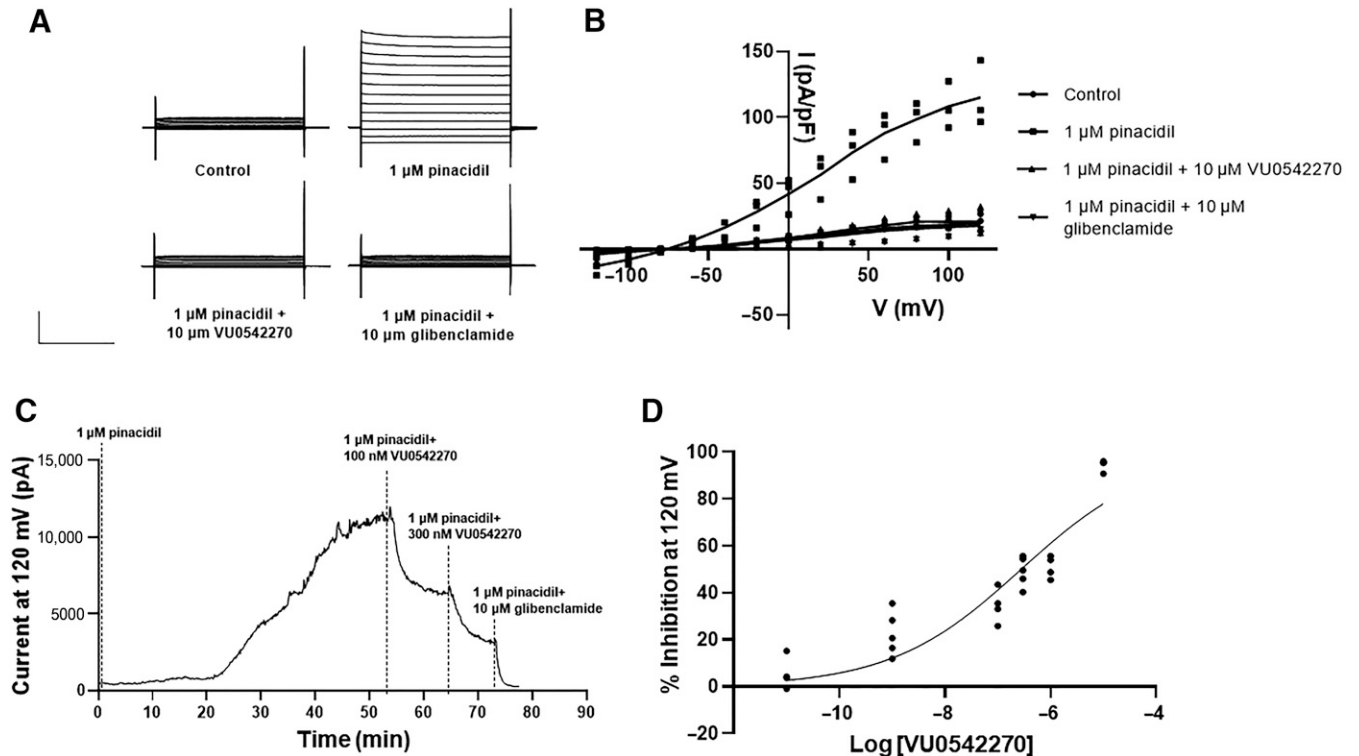 A
Control
1 µM pinacidil
1 µM pinacidil +
10 µm VU0542270
1 µM pinacidil +
10 µm glibenclamide
B
I (pA/pF)
150
100
50
−50
−100
−50
50
100
V (mV)
Control
1 µM pinacidil
1 µM pinacidil + 10 µM VU0542270
1 µM pinacidil + 10 µM
glibenclamide
C
Current at 120 mV (pA)
15,000
10,000
5000
0
1 µM pinacidil
1 µM pinacidil+
100 nM VU0542270
1 µM pinacidil+
300 nM VU0542270
1 µM pinacidil+
10 µM glibenclamide
0 10 20 30 40 50 60 70 80 90
Time (min)
D
% Inhibition at 120 mV
100
80
60
40
20
0
−20
−10 −8 −6 −4
Log [VU0542270]